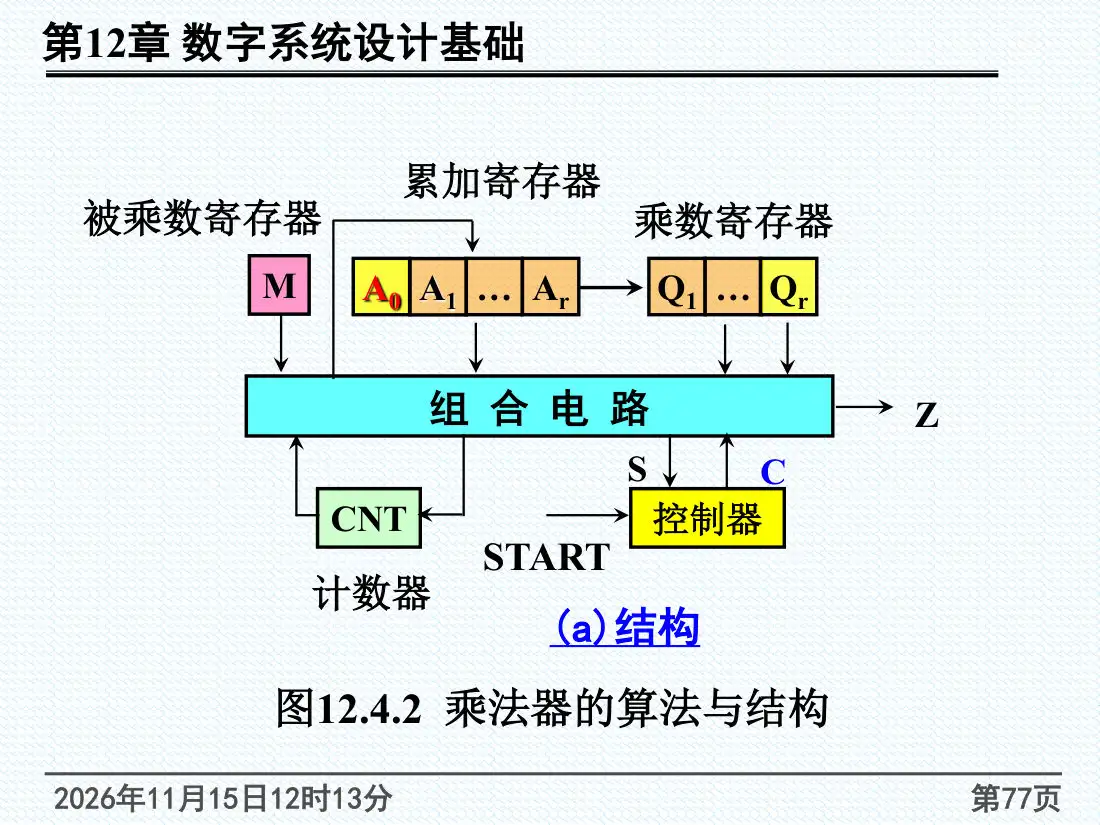 第12章 数字系统设计基础
累加寄存器
被乘数寄存器
乘数寄存器
M
A0 A1 … Ar
Q1 … Qr
组 合 电 路
Z
S
C
CNT
控制器
START
计数器
(a)结构
图12.4.2 乘法器的算法与结构
2026年11月15日12时13分
第77页